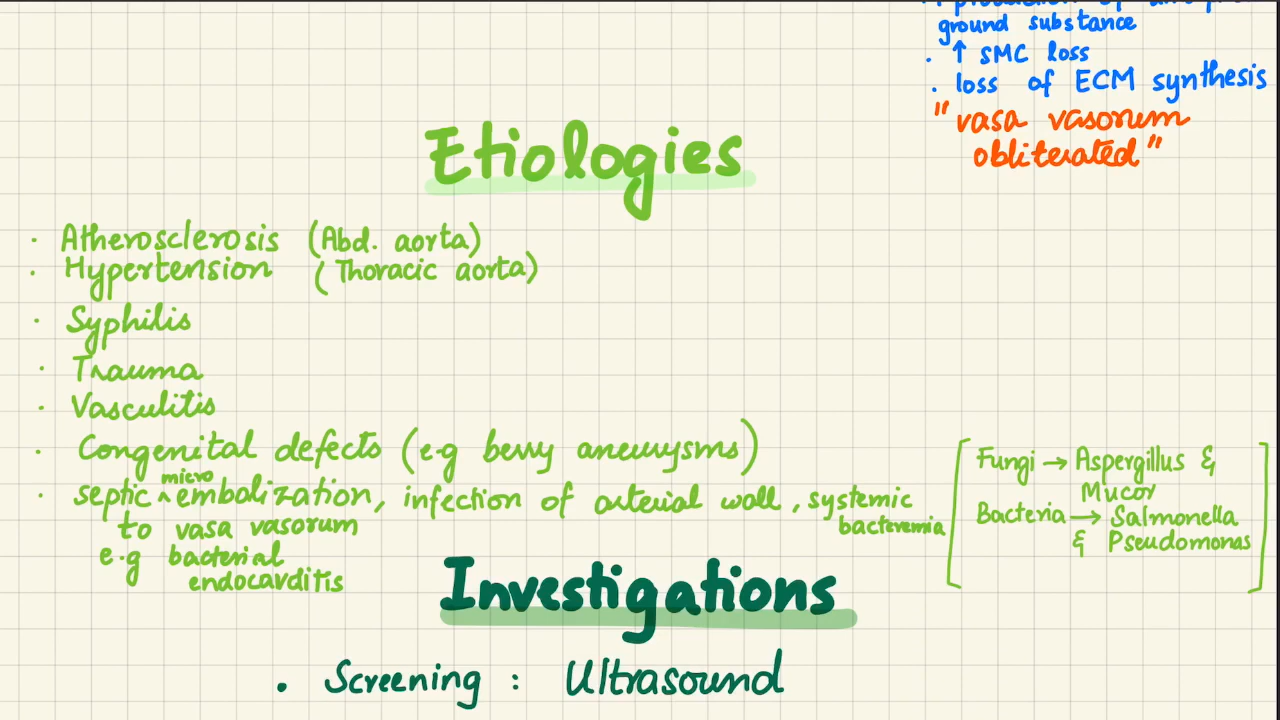 ground substance
. ↑ SMC loss
. loss of ECM synthesis
"vasa vasorum
obliterated"
Etiologies
· Atherosclerosis (Abd. aorta)
· Hypertension (Thoracic aorta)
· Syphilis
· Trauma
· Vasculitis
· Congenital defects (e.g berry aneurysms)
micro
· septic ^ embolization, infection of arterial wall, systemic
bacteremia
to vasa vasorum
e.g bacterial
endocarditis
[Fungi → Aspergillus &
Mucor
Bacteria → Salmonella
& Pseudomonas]
Investigations
. Screening : Ultrasound